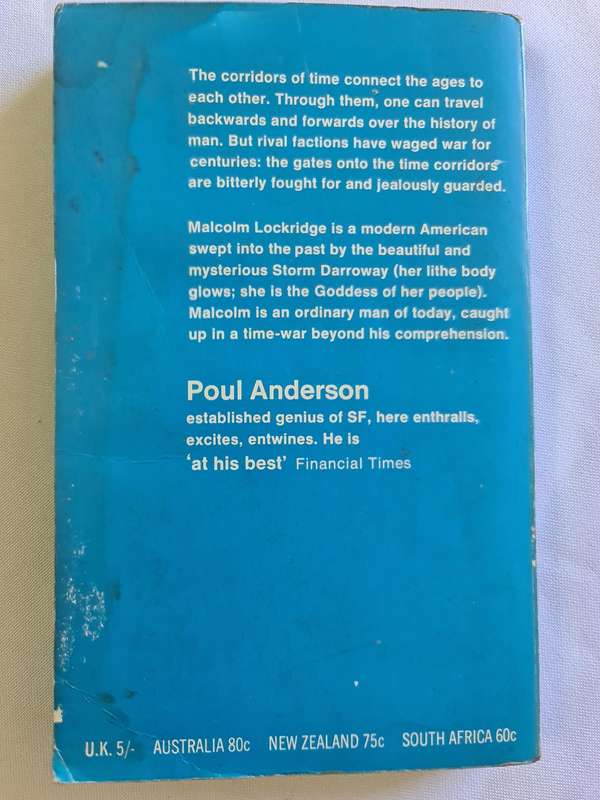 The corridors of time connect the ages to
each other. Through them, one can travel
backwards and forwards over the history of
man. But rival factions have waged war for
centuries: the gates onto the time corridors
are bitterly fought for and jealously guarded.
Malcolm Lockridge is a modern American
swept into the past by the beautiful and
mysterious Storm Darroway (her lithe body
glows; she is the Goddess of her people).
Malcolm is an ordinary man of today, caught
up in a time-war beyond his comprehension.
Poul Anderson
established genius of SF, here enthralls,
excites, entwines. He is
‘at his best’ Financial Times
U.K. 5/- AUSTRALIA 80c NEW ZEALAND 75c SOUTH AFRICA 60c